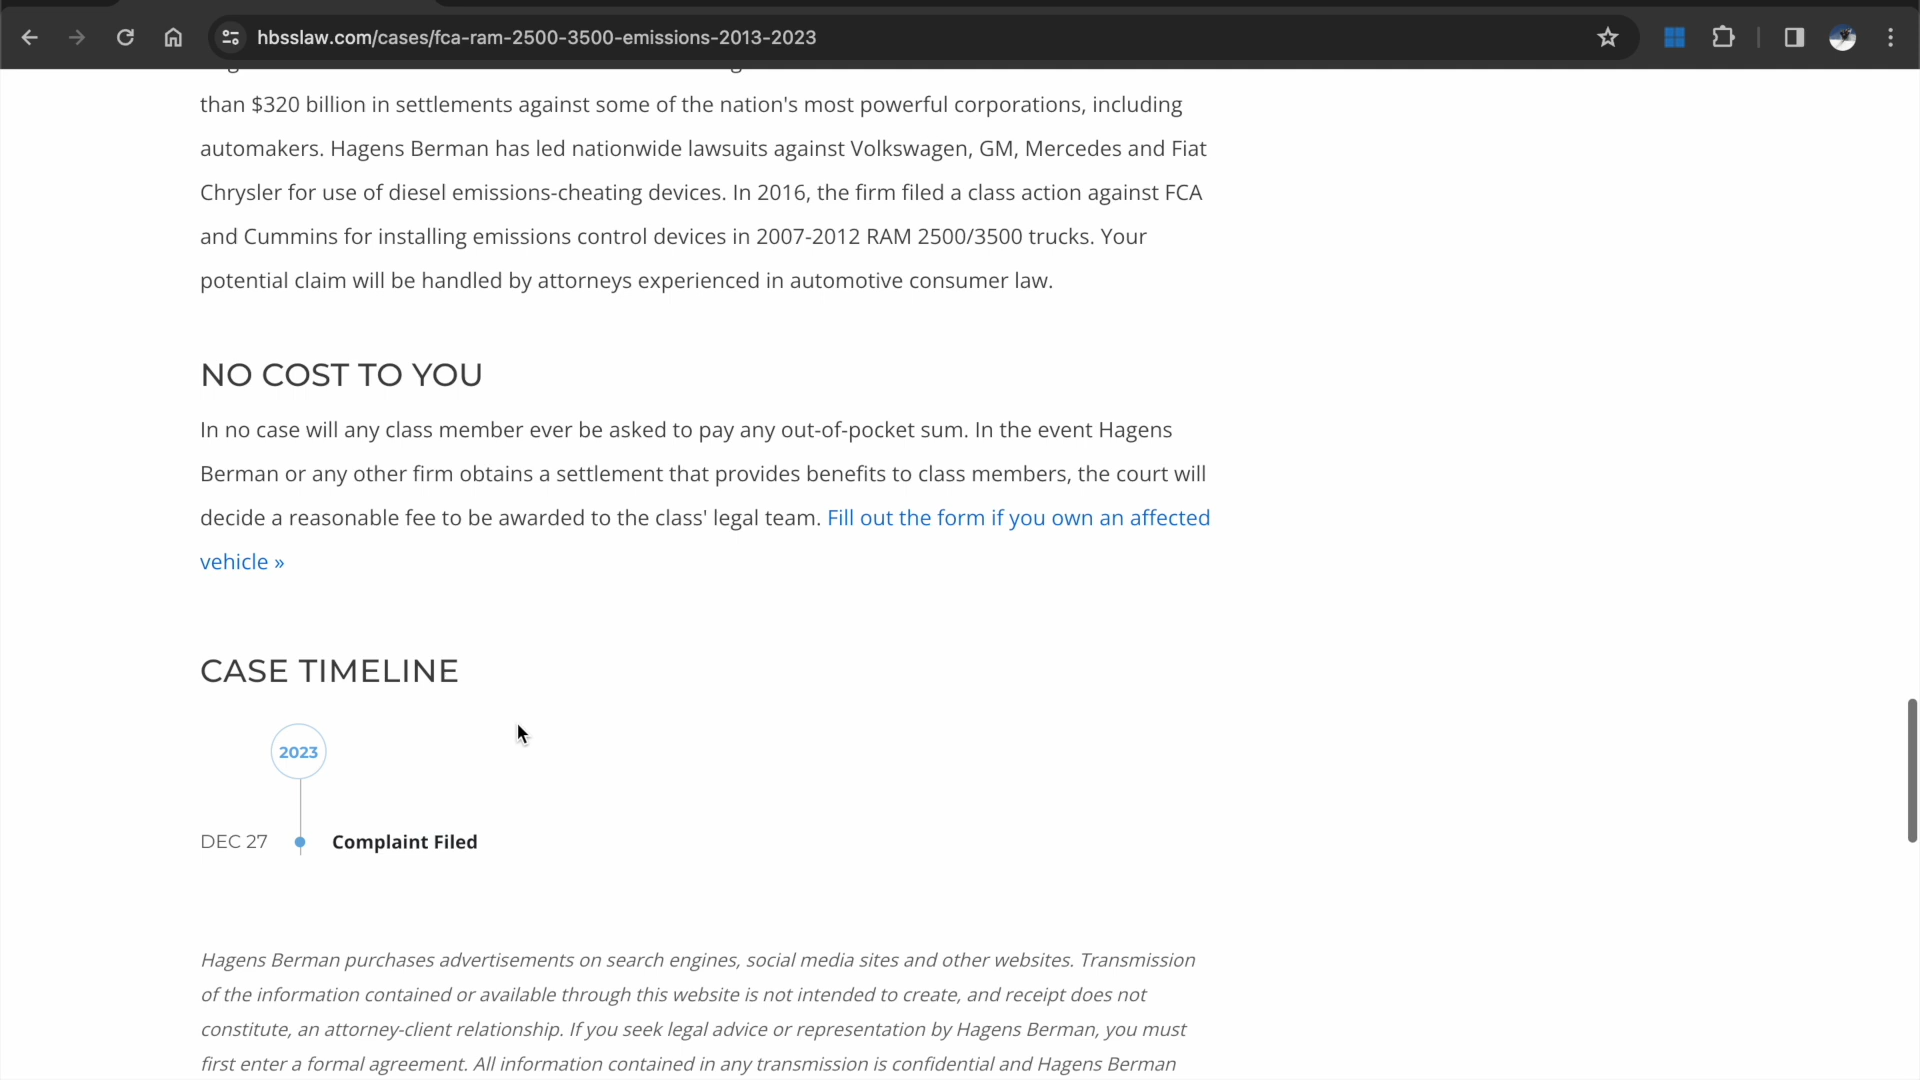 hbsslaw.com/cases/fca-ram-2500-3500-emissions-2013-2023
than $320 billion in settlements against some of the nation's most powerful corporations, including
automakers. Hagens Berman has led nationwide lawsuits against Volkswagen, GM, Mercedes and Fiat
Chrysler for use of diesel emissions-cheating devices. In 2016, the firm filed a class action against FCA
and Cummins for installing emissions control devices in 2007-2012 RAM 2500/3500 trucks. Your
potential claim will be handled by attorneys experienced in automotive consumer law.
NO COST TO YOU
In no case will any class member ever be asked to pay any out-of-pocket sum. In the event Hagens
Berman or any other firm obtains a settlement that provides benefits to class members, the court will
decide a reasonable fee to be awarded to the class' legal team. Fill out the form if you own an affected
vehicle »
CASE TIMELINE
2023
DEC 27 Complaint Filed
Hagens Berman purchases advertisements on search engines, social media sites and other websites. Transmission
of the information contained or available through this website is not intended to create, and receipt does not
constitute, an attorney-client relationship. If you seek legal advice or representation by Hagens Berman, you must
first enter a formal agreement. All information contained in any transmission is confidential and Hagens Berman